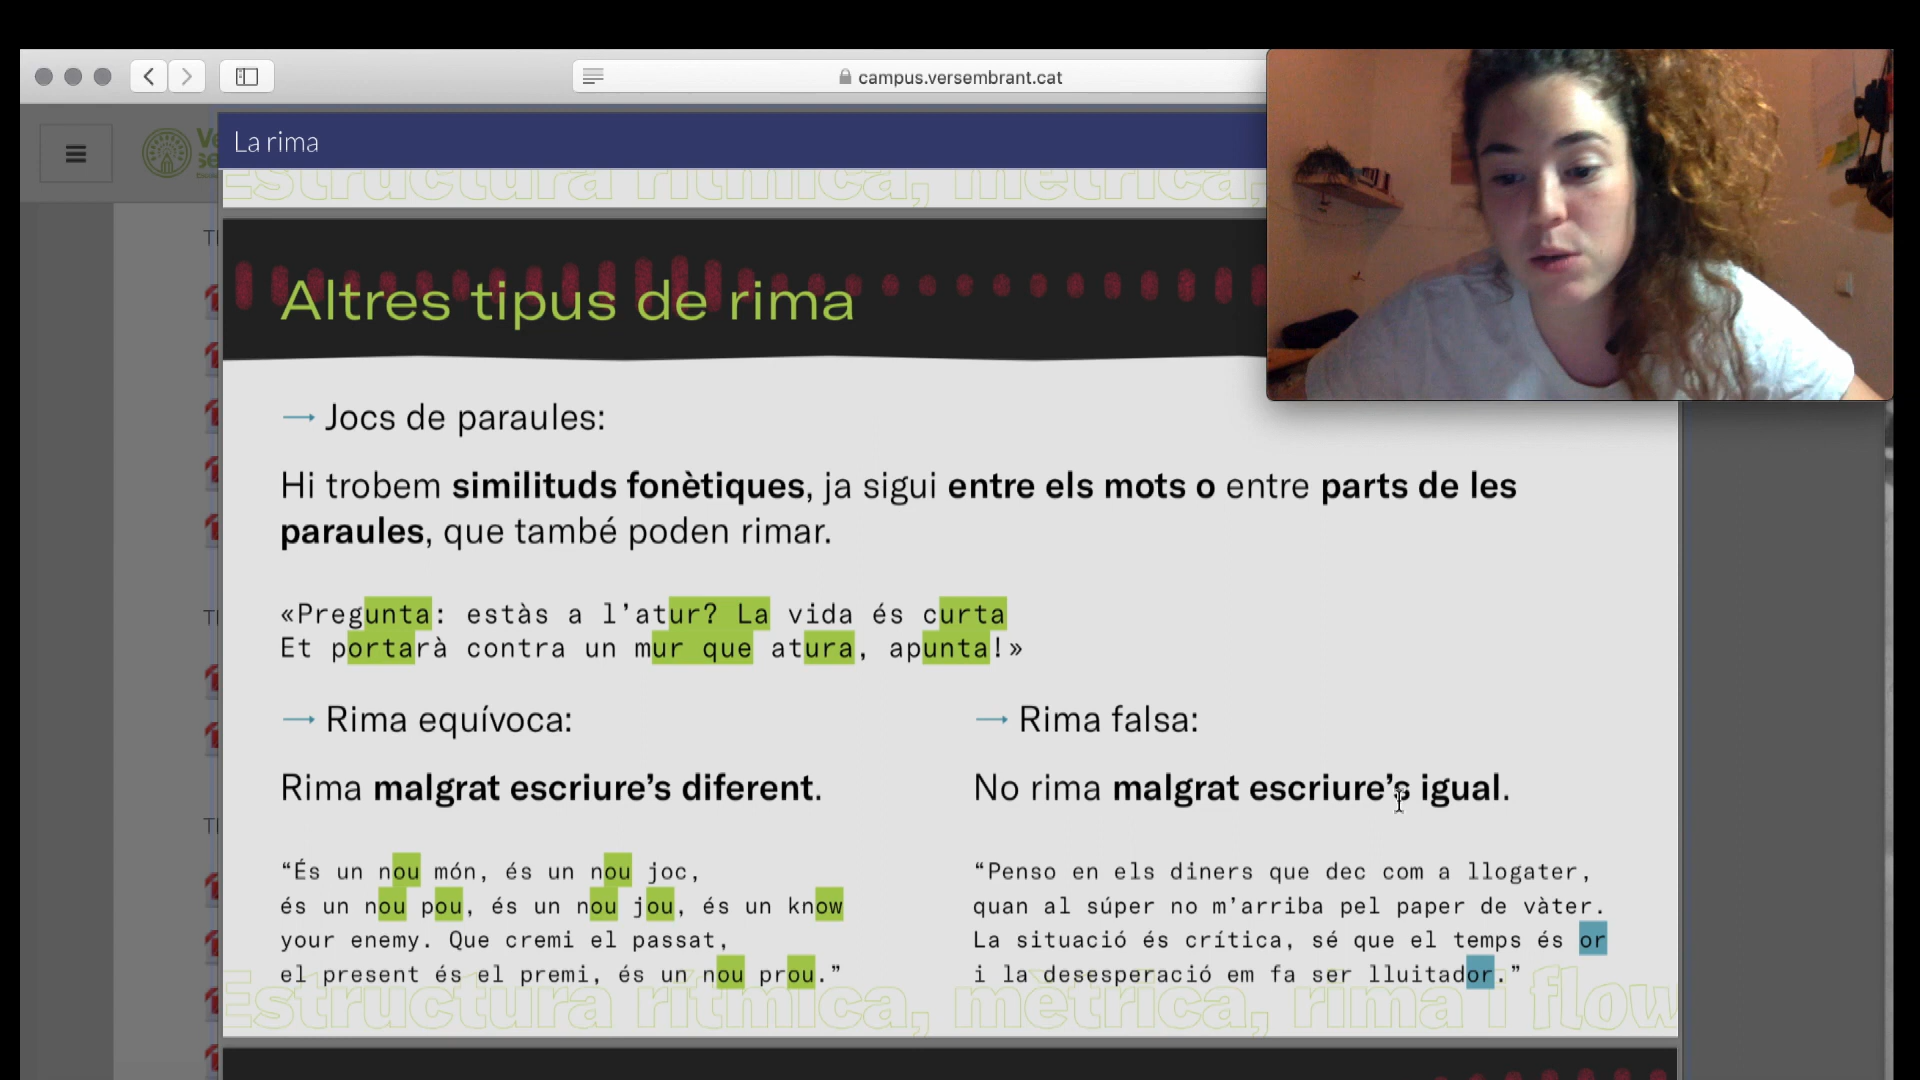 campus.versembrant.cat
La rima
Estructura rítmica, mètrica,
Altres tipus de rima
→ Jocs de paraules:
Hi trobem similituds fonètiques, ja sigui entre els mots o entre parts de les
paraules, que també poden rimar.
«Pregunta: estàs a l’atur? La vida és curta
Et portarà contra un mur que atura, apunta!»
→ Rima equívoca:
Rima malgrat escriure’s diferent.
“És un nou món, és un nou joc,
és un nou pou, és un nou jou, és un know
your enemy. Que cremi el passat,
el present és el premi, és un nou prou.”
→ Rima falsa:
No rima malgrat escriure’s igual.
“Penso en els diners que dec com a llogater,
quan al súper no m’arriba pel paper de vàter.
La situació és crítica, sé que el temps és or
i la desesperació em fa ser lluitador.”
Estructura rítmica, mètrica, rima i flow